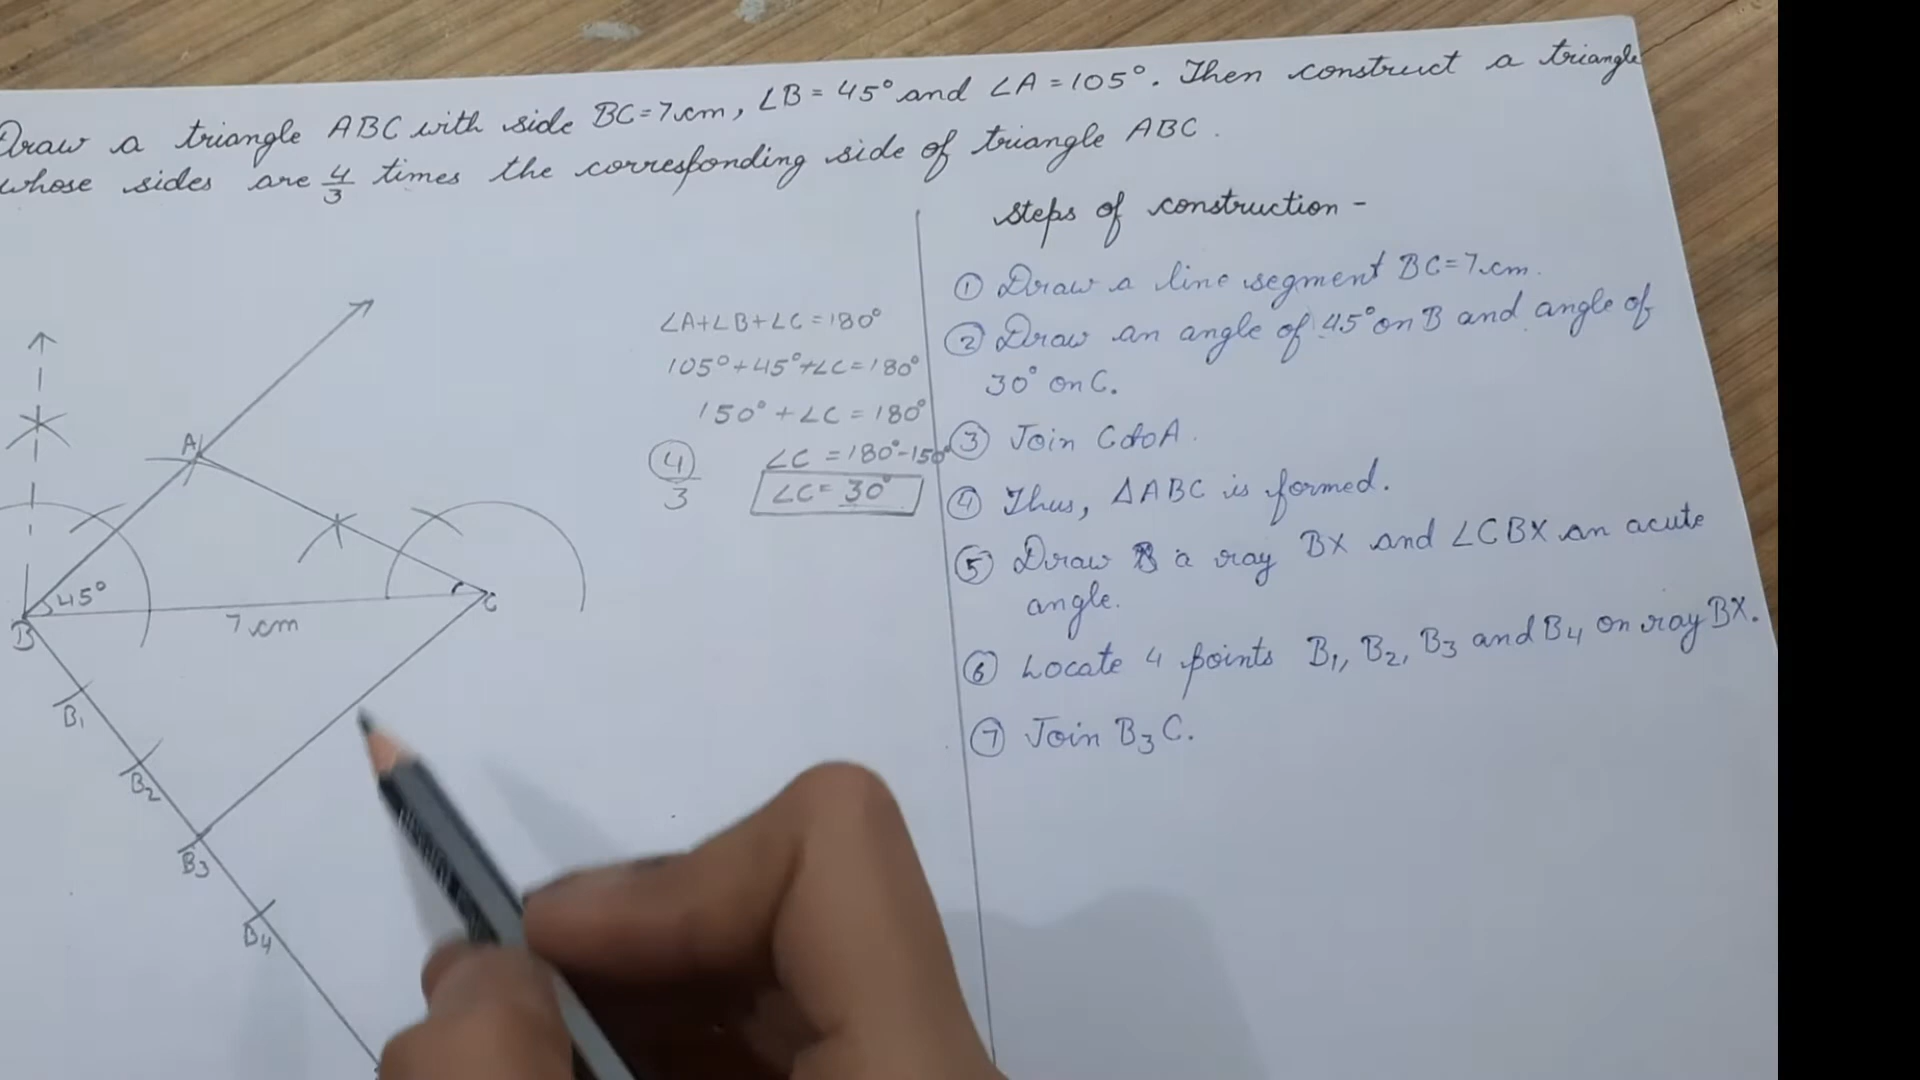 Draw a triangle ABC with side BC=7cm, ∠B = 45° and ∠A = 105°. Then construct a triangle
whose sides are 4/3 times the corresponding side of triangle ABC.
steps of construction -
① Draw a line segment BC=7cm.
② Draw an angle of 45° on B and angle of
30° on C.
③ Join C to A.
④ Thus, ΔABC is formed.
⑤ Draw a ray BX and ∠CBX an acute
angle.
⑥ Locate 4 points B₁, B₂, B₃ and B₄ on ray BX.
⑦ Join B₃C.
∠A+∠B+∠C=180°
105°+45°+∠C=180°
150°+∠C=180°
∠C=180°-150°
∠C=30°
4
3
A
45°
B
7cm
C
B₁
B₂
B₃
B₄